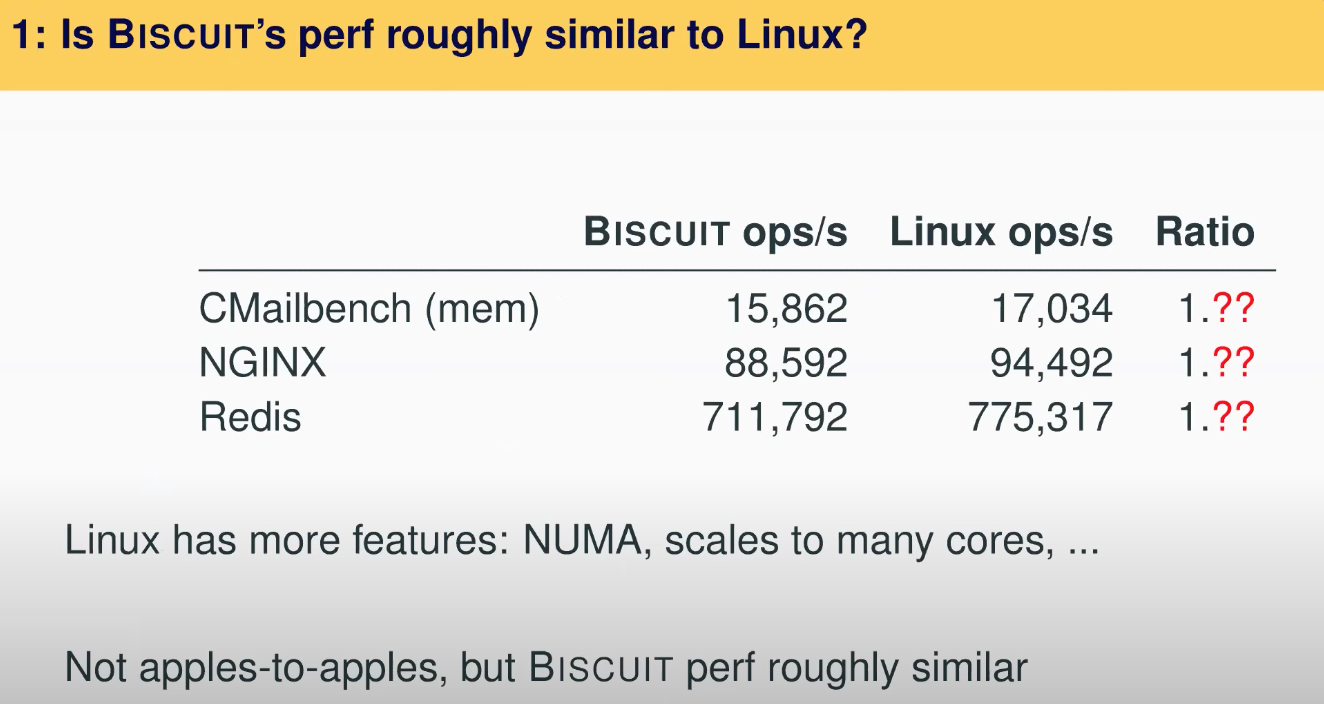 1: Is BISCUIT's perf roughly similar to Linux?
BISCUIT ops/s Linux ops/s Ratio
CMailbench (mem) 15,862 17,034 1.??
NGINX 88,592 94,492 1.??
Redis 711,792 775,317 1.??
Linux has more features: NUMA, scales to many cores, ...
Not apples-to-apples, but BISCUIT perf roughly similar